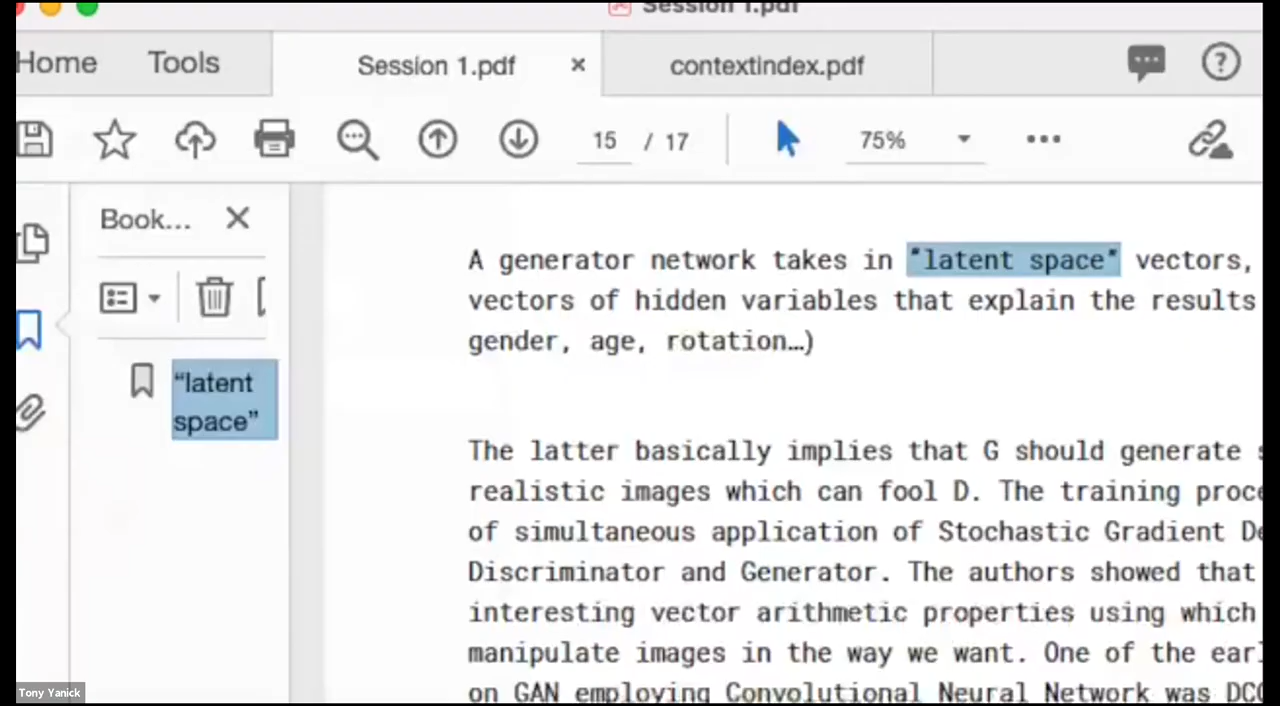 Session 1.pdf
Home Tools Session 1.pdf × contextindex.pdf
15 / 17 75%
Book...
“latent
space”
A generator network takes in "latent space" vectors,
vectors of hidden variables that explain the results
gender, age, rotation…)
The latter basically implies that G should generate
realistic images which can fool D. The training
of simultaneous application of Stochastic Gradient
Discriminator and Generator. The authors showed that
interesting vector arithmetic properties using which
manipulate images in the way we want. One of the
on GAN employing Convolutional Neural Network was
Tony Yanick